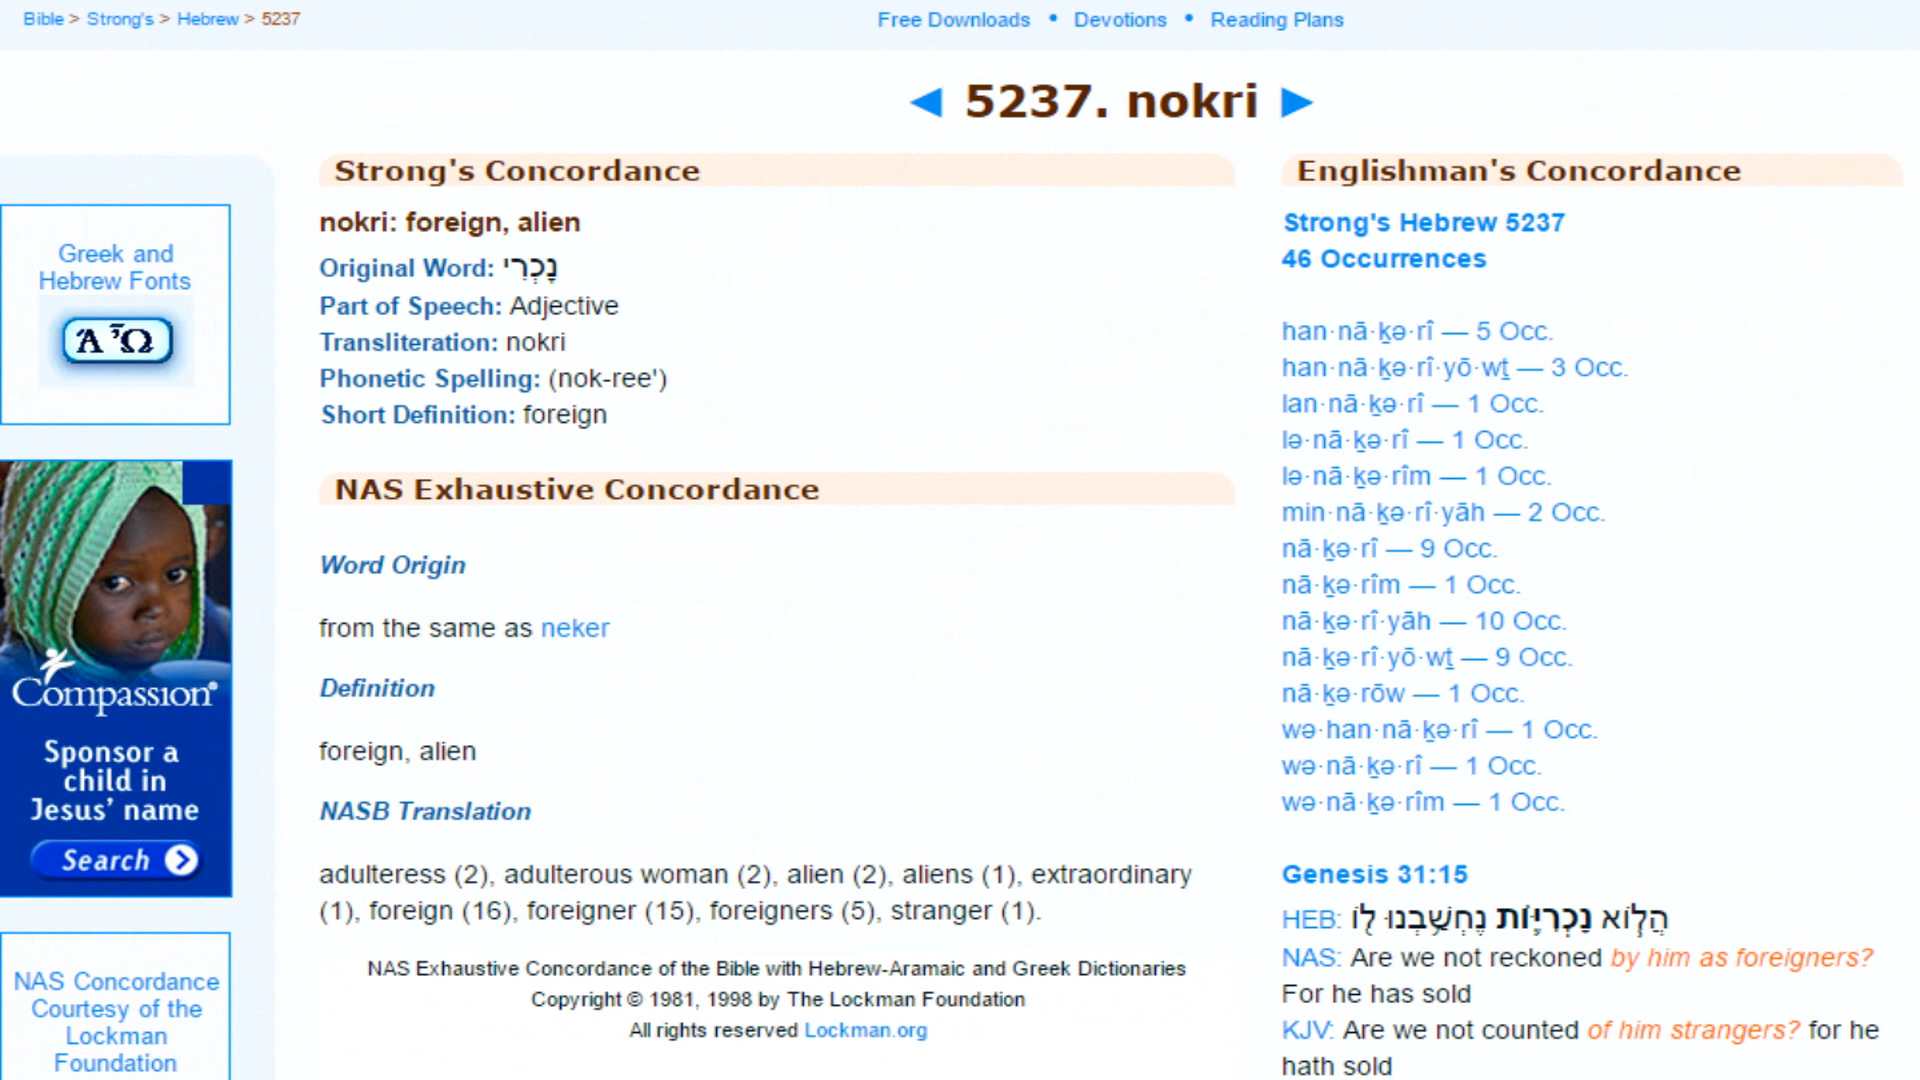 Bible > Strong's > Hebrew > 5237
Free Downloads • Devotions • Reading Plans
◄ 5237. nokri ►
Strong's Concordance
nokri: foreign, alien
Original Word: נָכְרִי
Part of Speech: Adjective
Transliteration: nokri
Phonetic Spelling: (nok-ree')
Short Definition: foreign
NAS Exhaustive Concordance
Word Origin
from the same as neker
Definition
foreign, alien
NASB Translation
adulteress (2), adulterous woman (2), alien (2), aliens (1), extraordinary
(1), foreign (16), foreigner (15), foreigners (5), stranger (1).
NAS Exhaustive Concordance of the Bible with Hebrew-Aramaic and Greek Dictionaries
Copyright © 1981, 1998 by The Lockman Foundation
All rights reserved Lockman.org
Englishman's Concordance
Strong's Hebrew 5237
46 Occurrences
han·nā·ḵə·rî — 5 Occ.
han·nā·ḵə·rî·yō·wṯ — 3 Occ.
lan·nā·ḵə·rî — 1 Occ.
lə·nā·ḵə·rî — 1 Occ.
lə·nā·ḵə·rîm — 1 Occ.
min·nā·ḵə·rî·yāh — 2 Occ.
nā·ḵə·rî — 9 Occ.
nā·ḵə·rîm — 1 Occ.
nā·ḵə·rî·yāh — 10 Occ.
nā·ḵə·rî·yō·wṯ — 9 Occ.
nā·ḵə·rōw — 1 Occ.
wə·han·nā·ḵə·rî — 1 Occ.
wə·nā·ḵə·rî — 1 Occ.
wə·nā·ḵə·rîm — 1 Occ.
Genesis 31:15
HEB: הֲל֧וֹא נָכְרִיּ֛וֹת נֶחְשַׁ֥בְנוּ ל֖וֹ
NAS: Are we not reckoned by him as foreigners?
For he has sold
KJV: Are we not counted of him strangers? for he
hath sold
Greek and
Hebrew Fonts
Ἄ Ὦ
Compassion®
Sponsor a
child in
Jesus' name
Search
NAS Concordance
Courtesy of the
Lockman
Foundation